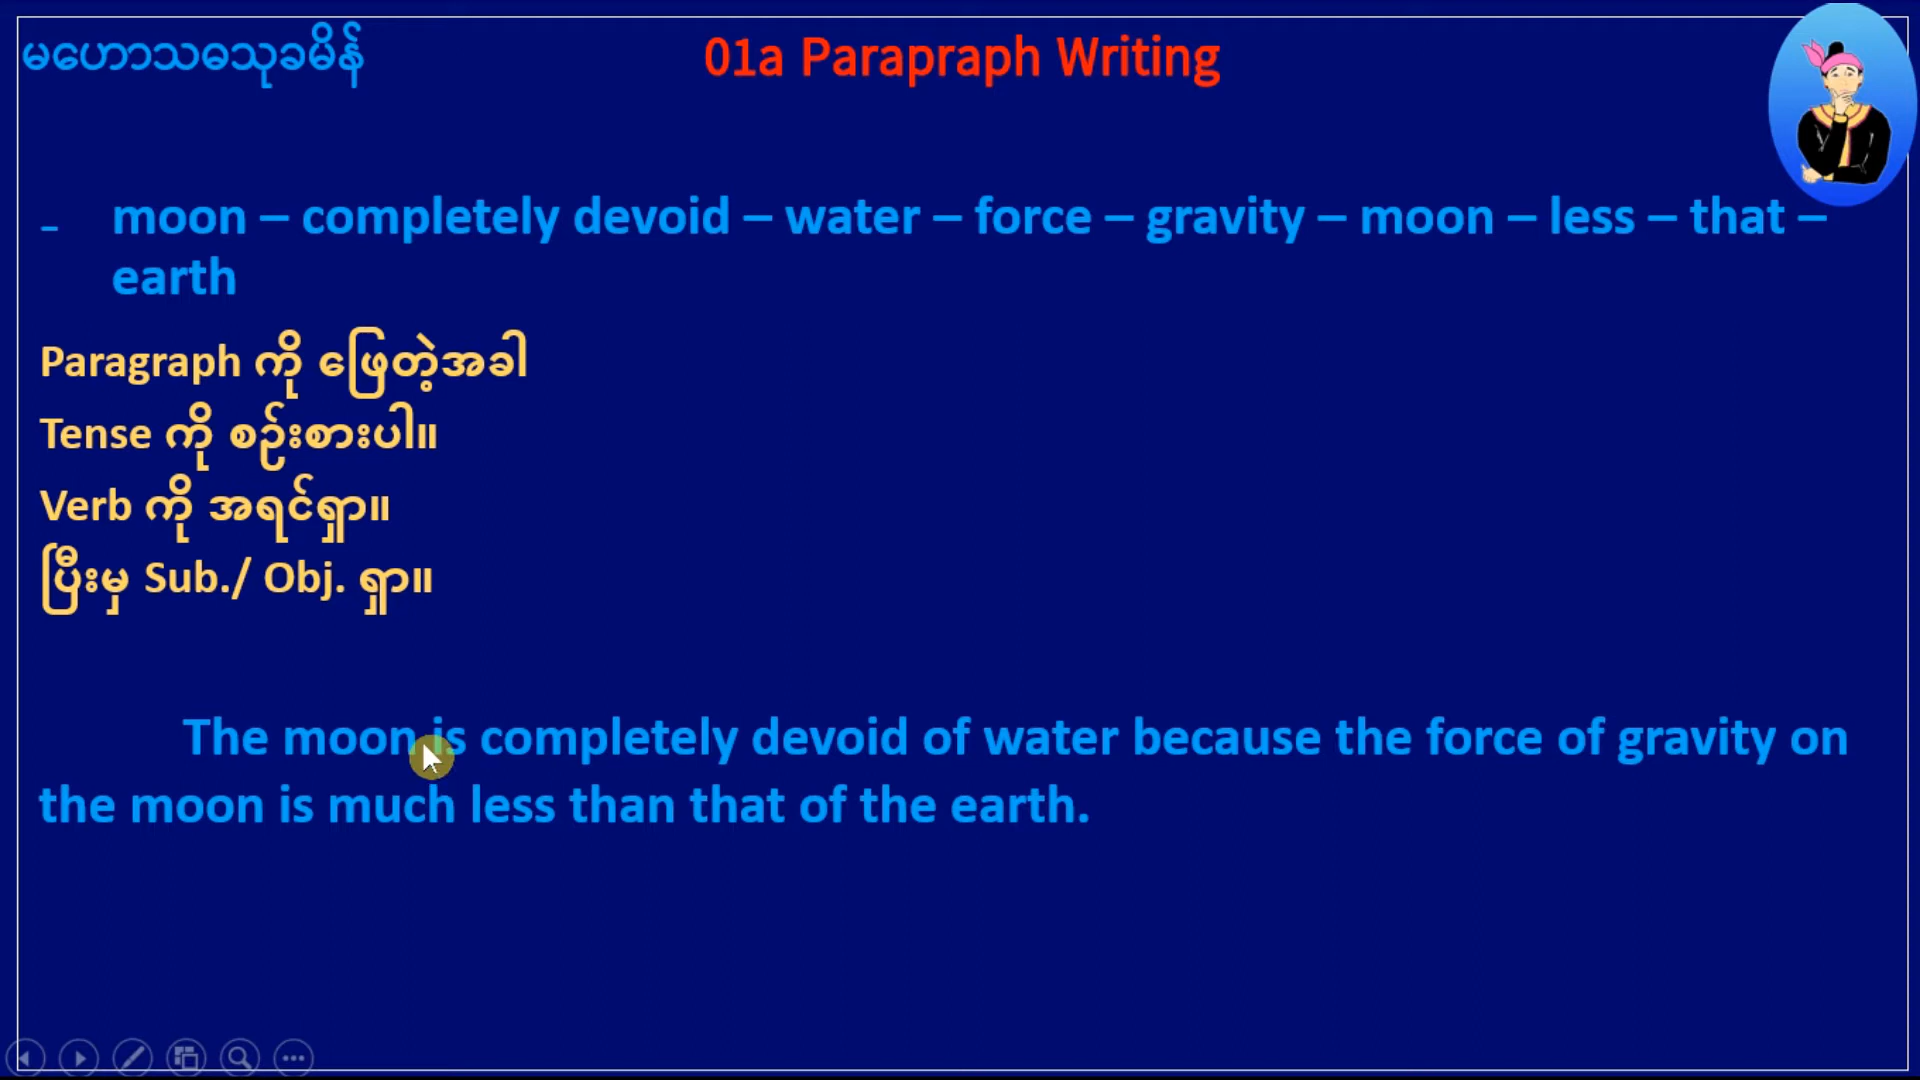 မဟောသဓသုခမိန်
01a Parapraph Writing
- moon – completely devoid – water – force – gravity – moon – less – that –
earth
Paragraph ကို ဖြေတဲ့အခါ
Tense ကို စဉ်းစားပါ။
Verb ကို အရင်ရှာ။
ပြီးမှ Sub./ Obj. ရှာ။
The moon is completely devoid of water because the force of gravity on
the moon is much less than that of the earth.